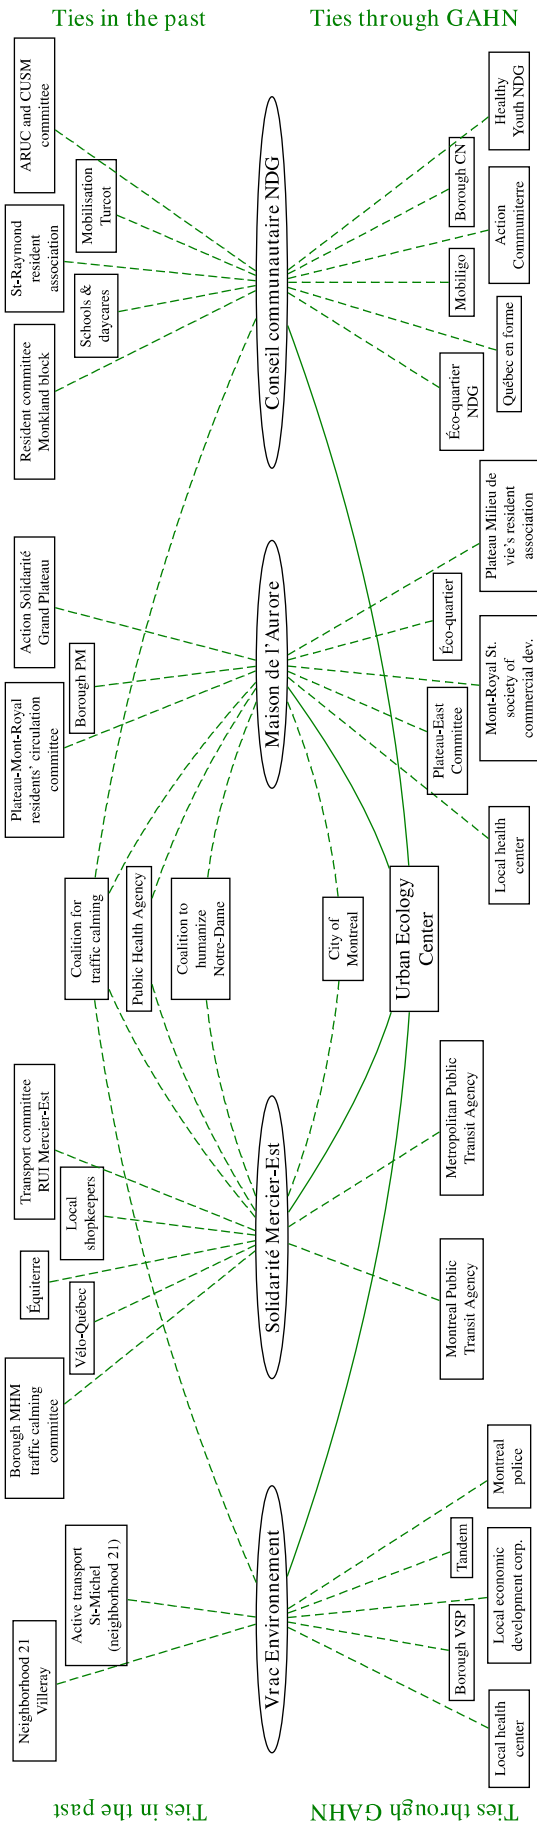 Ties in the past
Ties through GAHN
ARUC and CUSM
committee
Mobilisation
Turcot
St-Raymond
resident
association
Schools &
daycares
Resident committee
Monkland block
Conseil communautaire NDG
Healthy
Youth NDG
Borough CN
Action
Communiterre
Mobiligo
Québec en forme
Éco-quartier
NDG
Action Solidarité
Grand Plateau
Borough PM
Plateau-Mont-Royal
residents' circulation
committee
Maison de l'Aurore
Plateau Milieu de
vie's resident
association
Éco-quartier
Mont-Royal St.
society of
commercial dev.
Plateau-East
Committee
Local health
center
Coalition for
traffic calming
Public Health Agency
Coalition to
humanize
Notre-Dame
City of
Montreal
Urban Ecology
Center
Transport committee
RUI Mercier-Est
Local
shopkeepers
Équiterre
Vélo-Québec
Borough MHM
traffic calming
committee
Solidarité Mercier-Est
Metropolitan Public
Transit Agency
Montreal Public
Transit Agency
Active transport
St-Michel
(neighborhood 21)
Neighborhood 21
Villeray
Vrac Environnement
Montreal
police
Tandem
Local economic
development corp.
Borough VSP
Local health
center
Ties in the past
Ties through GAHN